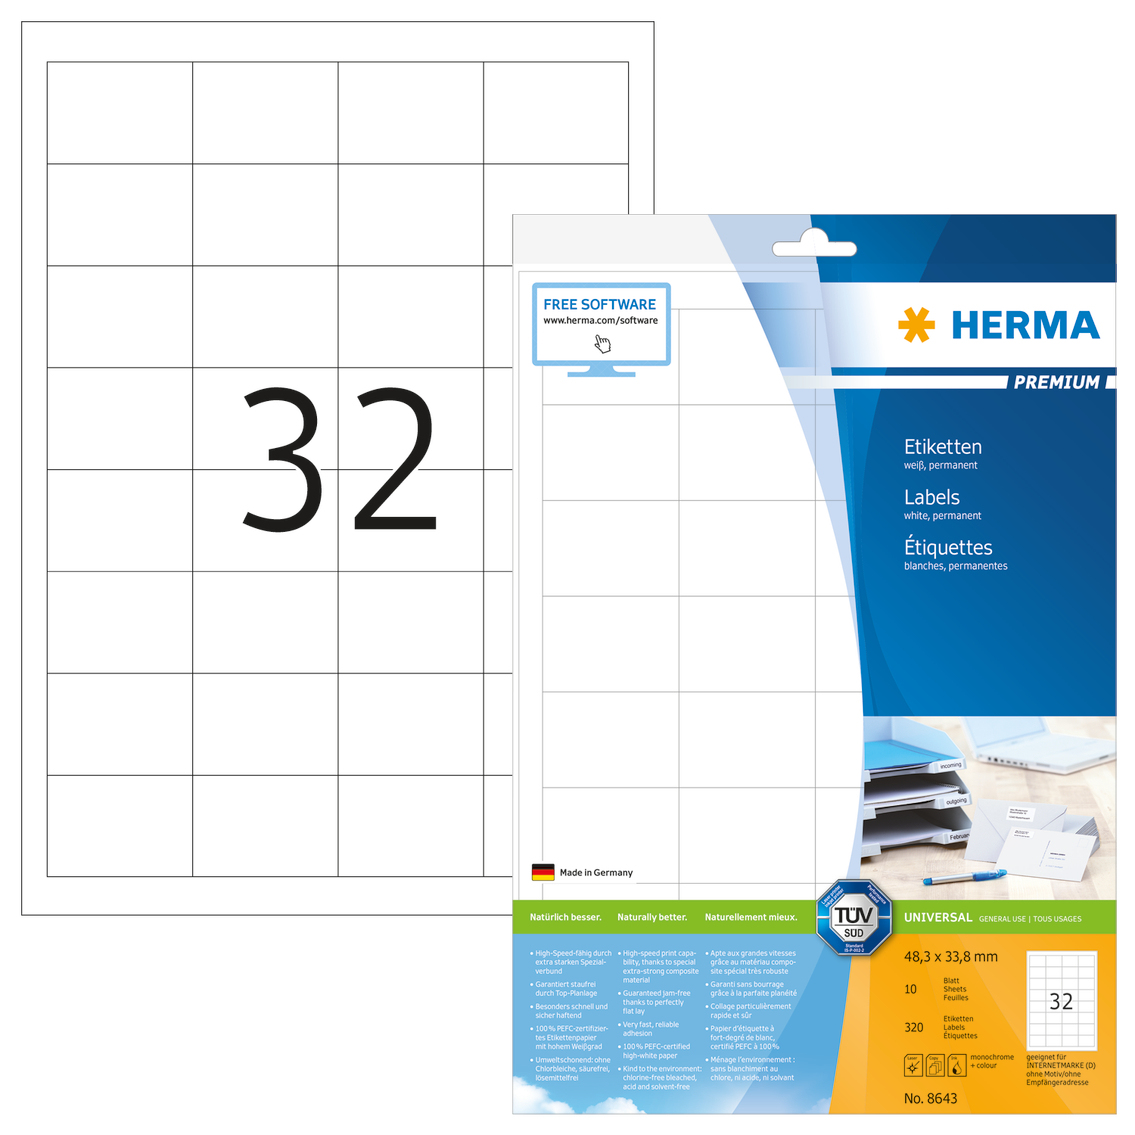 32
FREE SOFTWARE
www.herma.com/software
HERMA
PREMIUM
Etiketten
weiß, permanent
Labels
white, permanent
Étiquettes
blanches, permanentes
incoming
outgoing
Made in Germany
Natürlich besser.
Naturally better.
Naturellement mieux.
TÜV
SÜD
UNIVERSAL GENERAL USE | TOUS USAGES
• High-Speed-fähig durch
extra starken Spezial-
verbund
• Garantiert staufrei
durch Top-Planlage
• Besonders schnell und
sicher haftend
• 100% PEFC-zertifizier-
tes Etikettenpapier
mit hohem Weißgrad
• Umweltschonend: ohne
Chlorbleiche, säurefrei,
lösemittelfrei
• High-speed print capa-
bility, thanks to special
extra-strong composite
material
• Guaranteed jam-free
thanks to perfectly
flat lay
• Very fast, reliable
adhesion
• 100% PEFC-certified
high-white paper
• Kind to the environment:
chlorine-free bleached,
acid and solvent-free
• Apte aux grandes vitesses
grâce au matériau compo-
site spécial très robuste
• Garanti sans bourrage
grâce à la parfaite planéité
• Collage particulièrement
rapide et sûr
• Papier d'étiquette à
fort-degré de blanc,
certifié PEFC à 100%
• Ménage l'environnement :
sans blanchiment au
chlore, ni acide, ni solvant
48,3 x 33,8 mm
10
Blatt
Sheets
Feuilles
320
Etiketten
Labels
Étiquettes
32
Laser
Copy
Ink
monochrome
+ colour
geeignet für
INTERNETMARKE (D)
ohne Motiv/ohne
Empfängeradresse
No. 8643